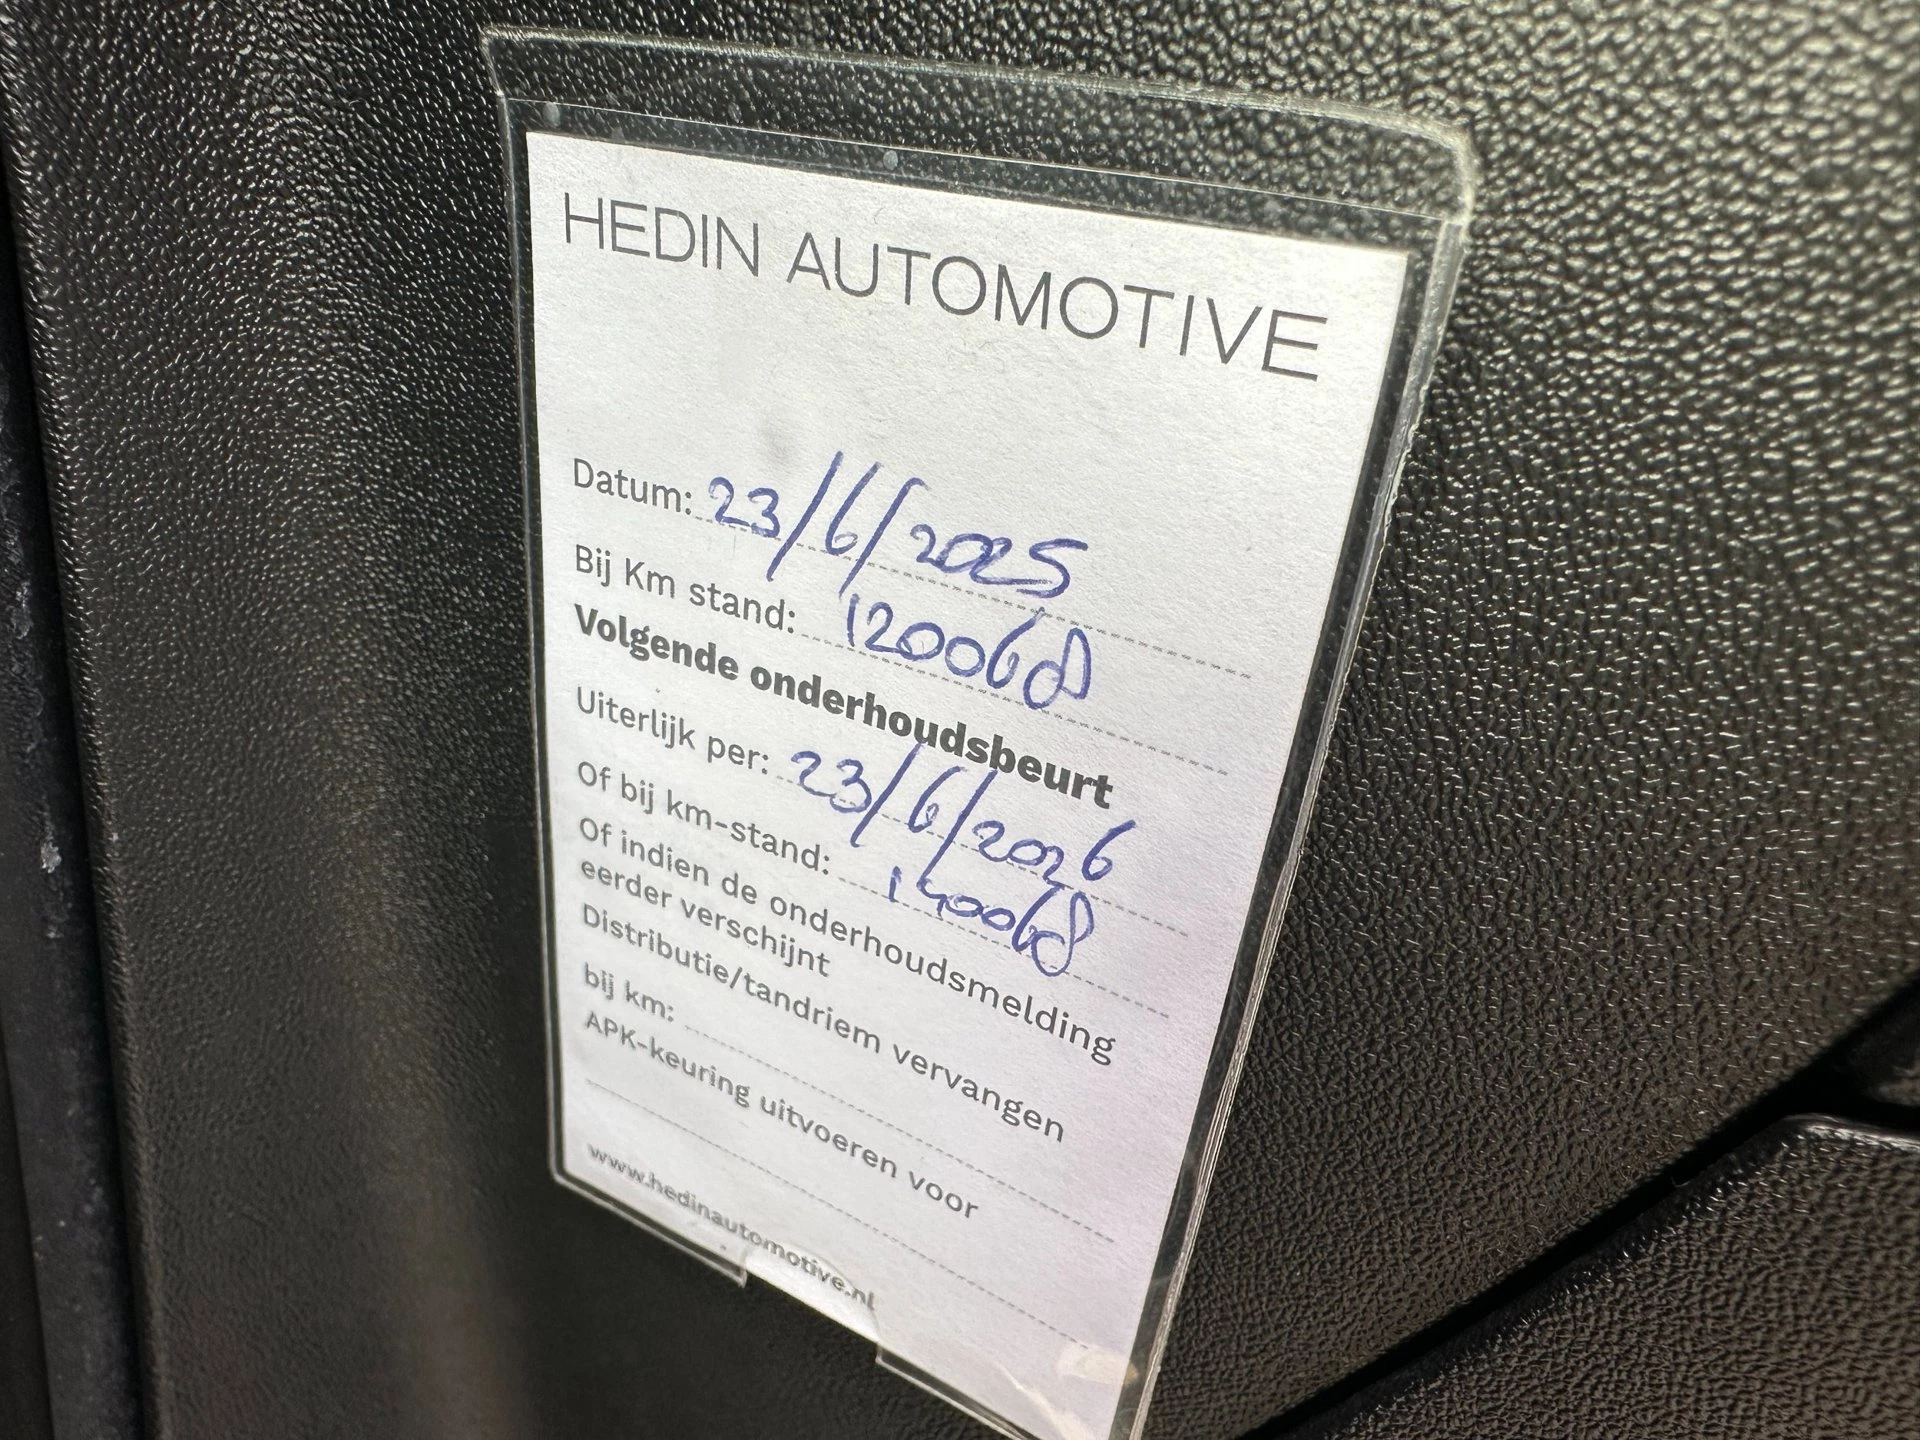 HEDIN AUTOMOTIVE
Datum: 23/6/2025
Bij Km stand: 120068
Volgende onderhoudsbeurt
Uiterlijk per: 23/6/2026
Of bij km-stand: 140068
Of indien de onderhoudsmelding
eerder verschijnt
Distributie/tandriem vervangen
bij km:
APK-keuring uitvoeren voor
www.hedinautomotive.nl